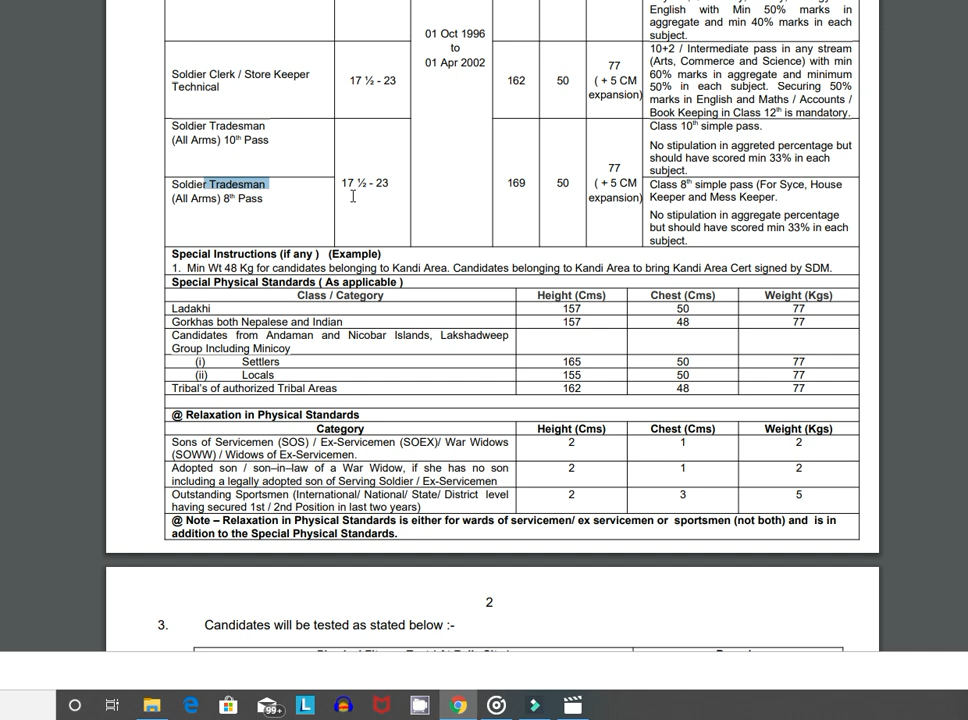 English with Min 50% marks in
aggregate and min 40% marks in each
subject.
01 Oct 1996
to
01 Apr 2002
Soldier Clerk / Store Keeper
Technical
17 ½ - 23
162
50
77
( + 5 CM
expansion)
10+2 / Intermediate pass in any stream
(Arts, Commerce and Science) with min
60% marks in aggregate and minimum
50% in each subject. Securing 50%
marks in English and Maths / Accounts /
Book Keeping in Class 12th is mandatory.
Soldier Tradesman
(All Arms) 10th Pass
Class 10th simple pass.
No stipulation in aggreted percentage but
should have scored min 33% in each
subject.
Soldier Tradesman
(All Arms) 8th Pass
17 ½ - 23
169
50
77
( + 5 CM
expansion)
Class 8th simple pass (For Syce, House
Keeper and Mess Keeper.
No stipulation in aggregate percentage
but should have scored min 33% in each
subject.
Special Instructions (if any ) (Example)
1. Min Wt 48 Kg for candidates belonging to Kandi Area. Candidates belonging to Kandi Area to bring Kandi Area Cert signed by SDM.
Special Physical Standards ( As applicable )
Class / Category Height (Cms) Chest (Cms) Weight (Kgs)
Ladakhi 157 50 77
Gorkhas both Nepalese and Indian 157 48 77
Candidates from Andaman and Nicobar Islands, Lakshadweep
Group Including Minicoy
(i) Settlers 165 50 77
(ii) Locals 155 50 77
Tribal's of authorized Tribal Areas 162 48 77
@ Relaxation in Physical Standards
Category Height (Cms) Chest (Cms) Weight (Kgs)
Sons of Servicemen (SOS) / Ex-Servicemen (SOEX)/ War Widows 2 1 2
(SOWW) / Widows of Ex-Servicemen.
Adopted son / son–in–law of a War Widow, if she has no son 2 1 2
including a legally adopted son of Serving Soldier / Ex-Servicemen
Outstanding Sportsmen (International/ National/ State/ District level 2 3 5
having secured 1st / 2nd Position in last two years)
@ Note – Relaxation in Physical Standards is either for wards of servicemen/ ex servicemen or sportsmen (not both) and is in
addition to the Special Physical Standards.
2
3. Candidates will be tested as stated below :-
99+
L